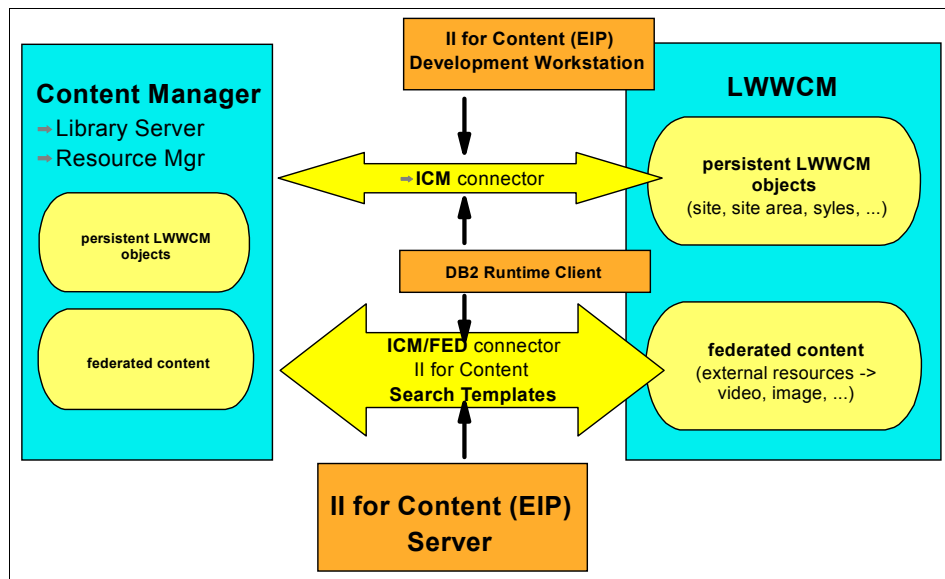 II for Content (EIP)
Development Workstation
Content Manager
➡ Library Server
➡ Resource Mgr
LWWCM
➡ICM connector
persistent LWWCM
objects
(site, site area, syles, ...)
persistent LWWCM
objects
DB2 Runtime Client
federated content
ICM/FED connector
II for Content
Search Templates
federated content
(external resources ->
video, image, ...)
II for Content (EIP)
Server